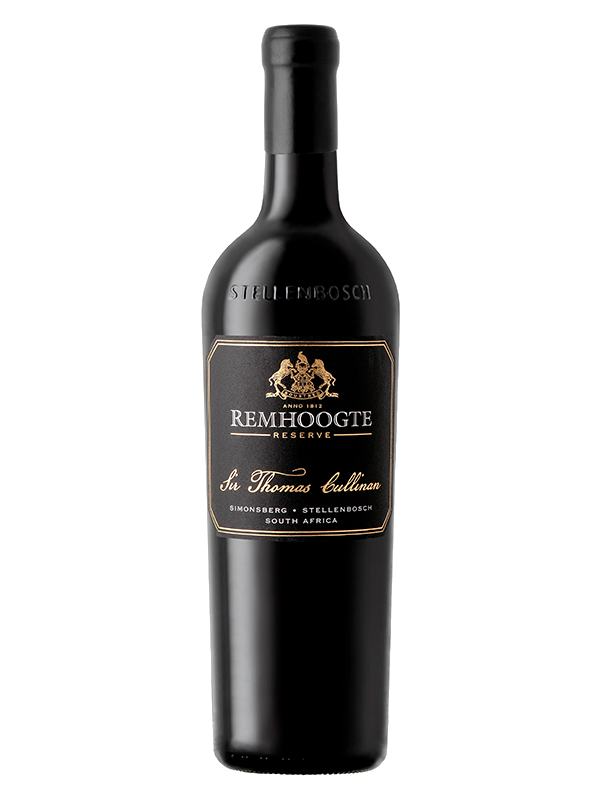 STELLENBOSCH
ANNO 1812
REMHOOGTE
RESERVE
Sir Thomas Cullinan
SIMONSBERG • STELLENBOSCH
SOUTH AFRICA